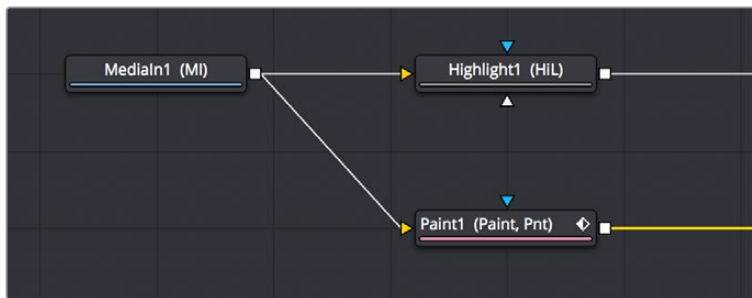 MediaIn1 (MI)
Highlight1 (HiL)
Paint1 (Paint, Pnt)